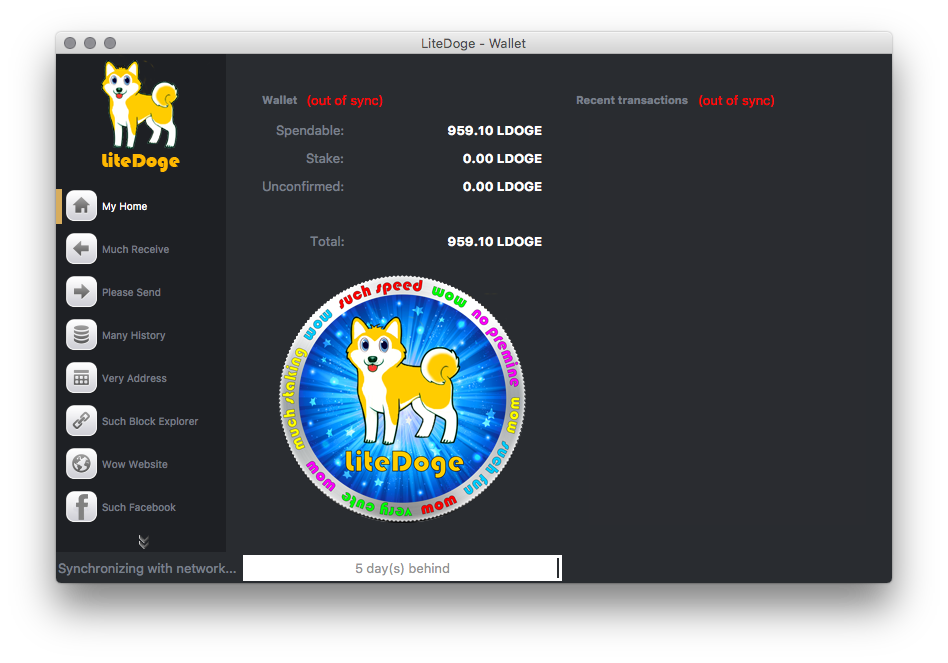 LiteDoge - Wallet
LiteDoge
My Home
Much Receive
Please Send
Many History
Very Address
Such Block Explorer
Wow Website
Such Facebook
Wallet (out of sync)
Spendable: 959.10 LDOGE
Stake: 0.00 LDOGE
Unconfirmed: 0.00 LDOGE
Total: 959.10 LDOGE
Recent transactions (out of sync)
such speed wow no premine wow such fun wow very cute wow much staking wow
LiteDoge
Synchronizing with network...
5 day(s) behind